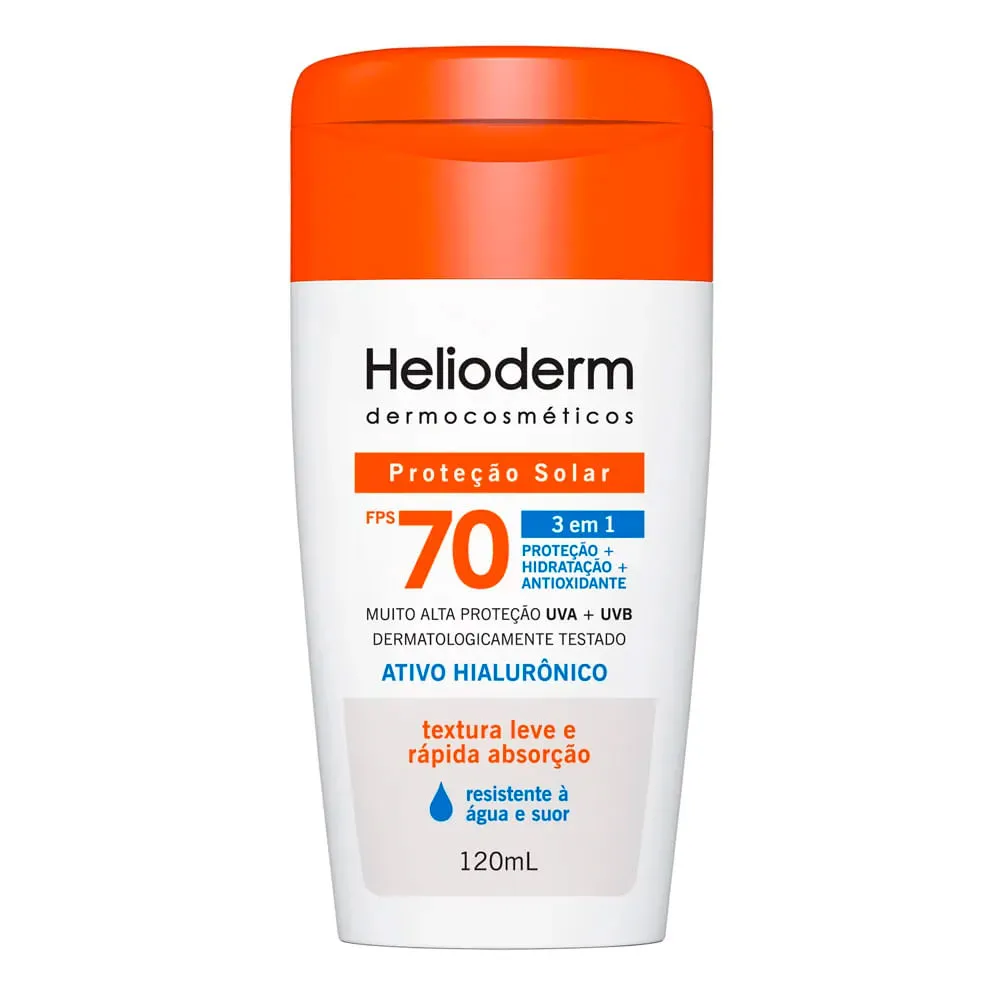 Helioderm
dermocosméticos
Proteção Solar
FPS 70
3 em 1
PROTEÇÃO +
HIDRATAÇÃO +
ANTIOXIDANTE
MUITO ALTA PROTEÇÃO UVA + UVB
DERMATOLOGICAMENTE TESTADO
ATIVO HIALURÔNICO
textura leve e
rápida absorção
resistente à
água e suor
120mL